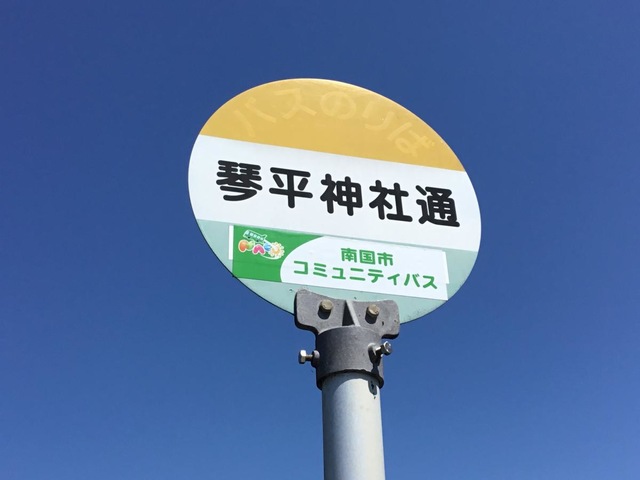 バスのりば
琴平神社通
南国市
コミュニティバス